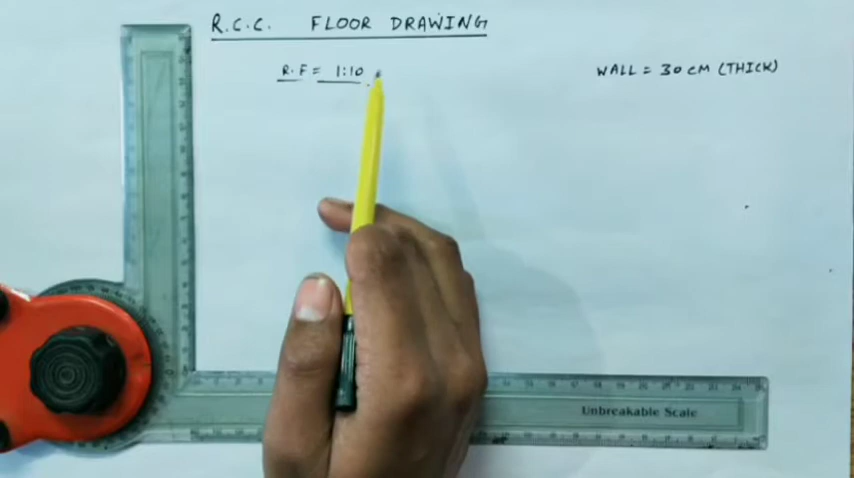 R.C.C. FLOOR DRAWING
R.F = 1:10
WALL = 30 CM (THICK)
Unbreakable Scale